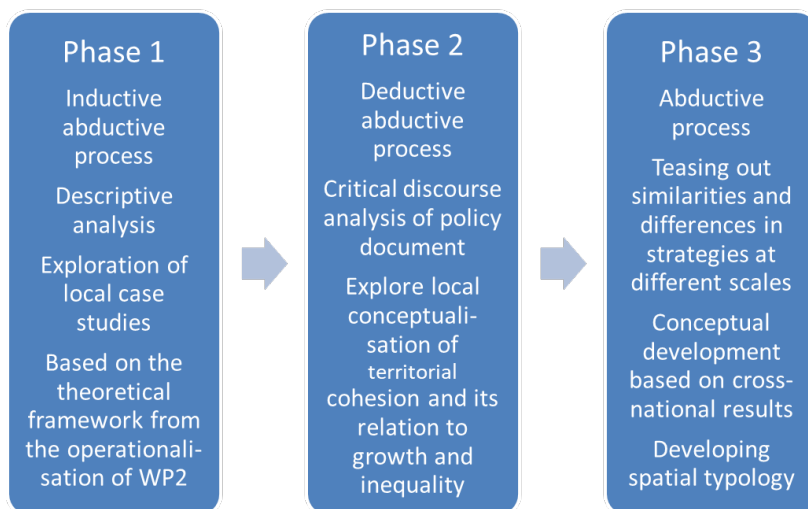 Phase 1
Inductive
abductive
process
Descriptive
analysis
Exploration of
local case
studies
Based on the
theoretical
framework from
the operationali-
sation of WP2
Phase 2
Deductive
abductive
process
Critical discourse
analysis of policy
document
Explore local
conceptuali-
sation of
territorial
cohesion and its
relation to
growth and
inequality
Phase 3
Abductive
process
Teasing out
similarities and
differences in
strategies at
different scales
Conceptual
development
based on cross-
national results
Developing
spatial typology